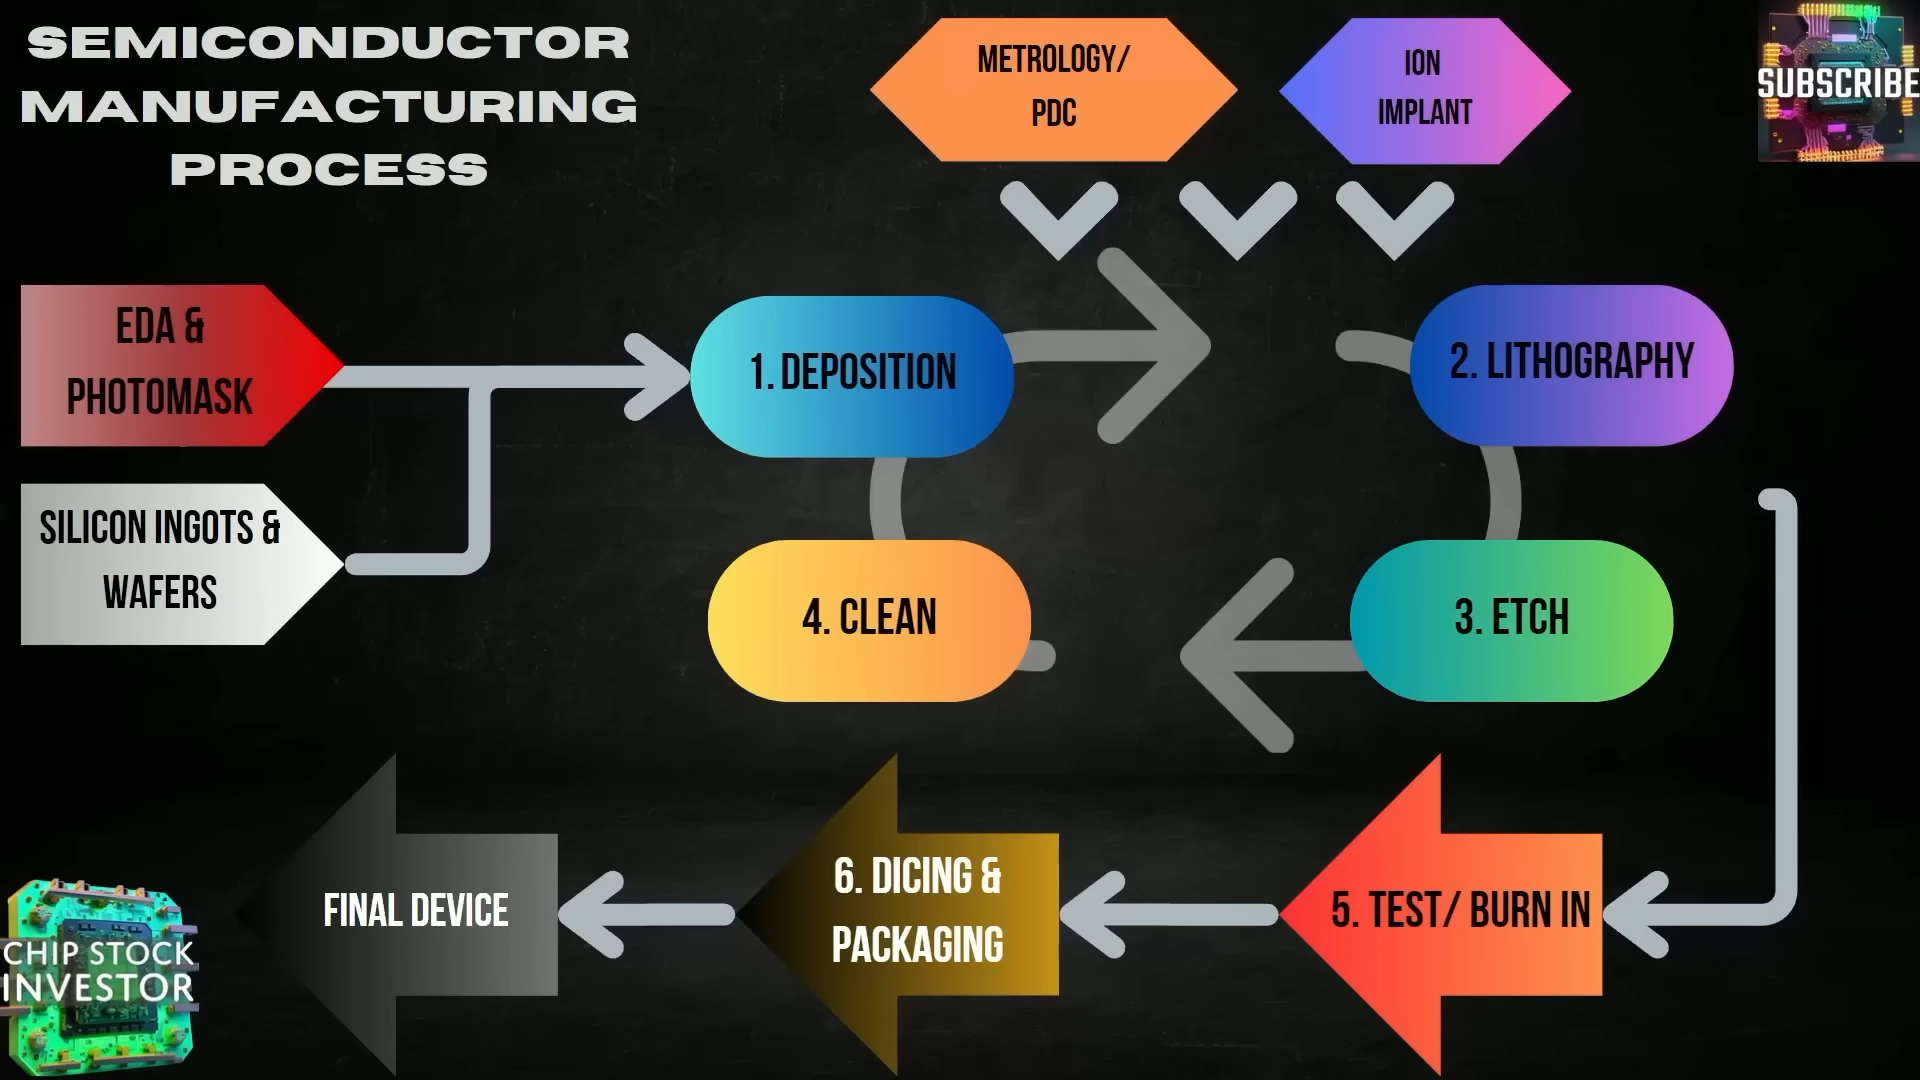 SEMICONDUCTOR
MANUFACTURING
PROCESS
METROLOGY/
PDC
ION
IMPLANT
SUBSCRIBE
EDA &
PHOTOMASK
1. DEPOSITION
2. LITHOGRAPHY
SILICON INGOTS &
WAFERS
4. CLEAN
3. ETCH
FINAL DEVICE
6. DICING &
PACKAGING
5. TEST/ BURN IN
CHIP STOCK
INVESTOR